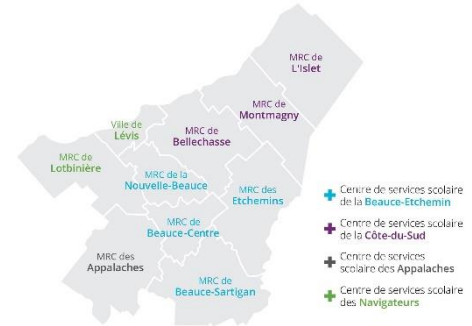 MRC de
L'Islet
MRC de
Montmagny
Ville de
Lévis
MRC de
Bellechasse
MRC de
Lotbinière
MRC de la
Nouvelle-Beauce
MRC des
Etchemins
MRC de
Beauce-Centre
MRC des
Appalaches
MRC de
Beauce-Sartigan
Centre de services scolaire
de la Beauce-Etchemin
Centre de services scolaire
de la Côte-du-Sud
Centre de services
scolaire des Appalaches
Centre de services scolaire
des Navigateurs